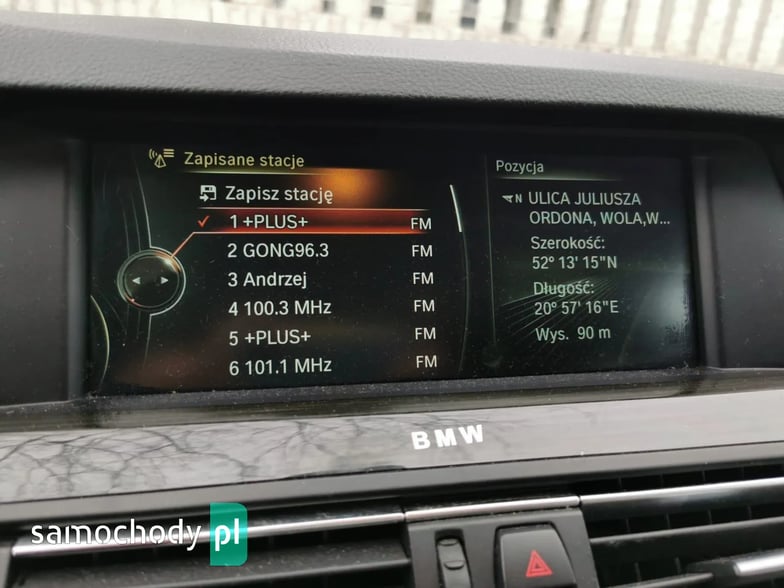 Zapisane stacje
Zapisz stację
1 +PLUS+ FM
2 GONG96.3 FM
3 Andrzej FM
4 100.3 MHz FM
5 +PLUS+ FM
6 101.1 MHz FM
Pozycja
N ULICA JULIUSZA
ORDONA, WOLA,W...
Szerokość:
52° 13' 15"N
Długość:
20° 57' 16"E
Wys. 90 m
BMW
samochody pl